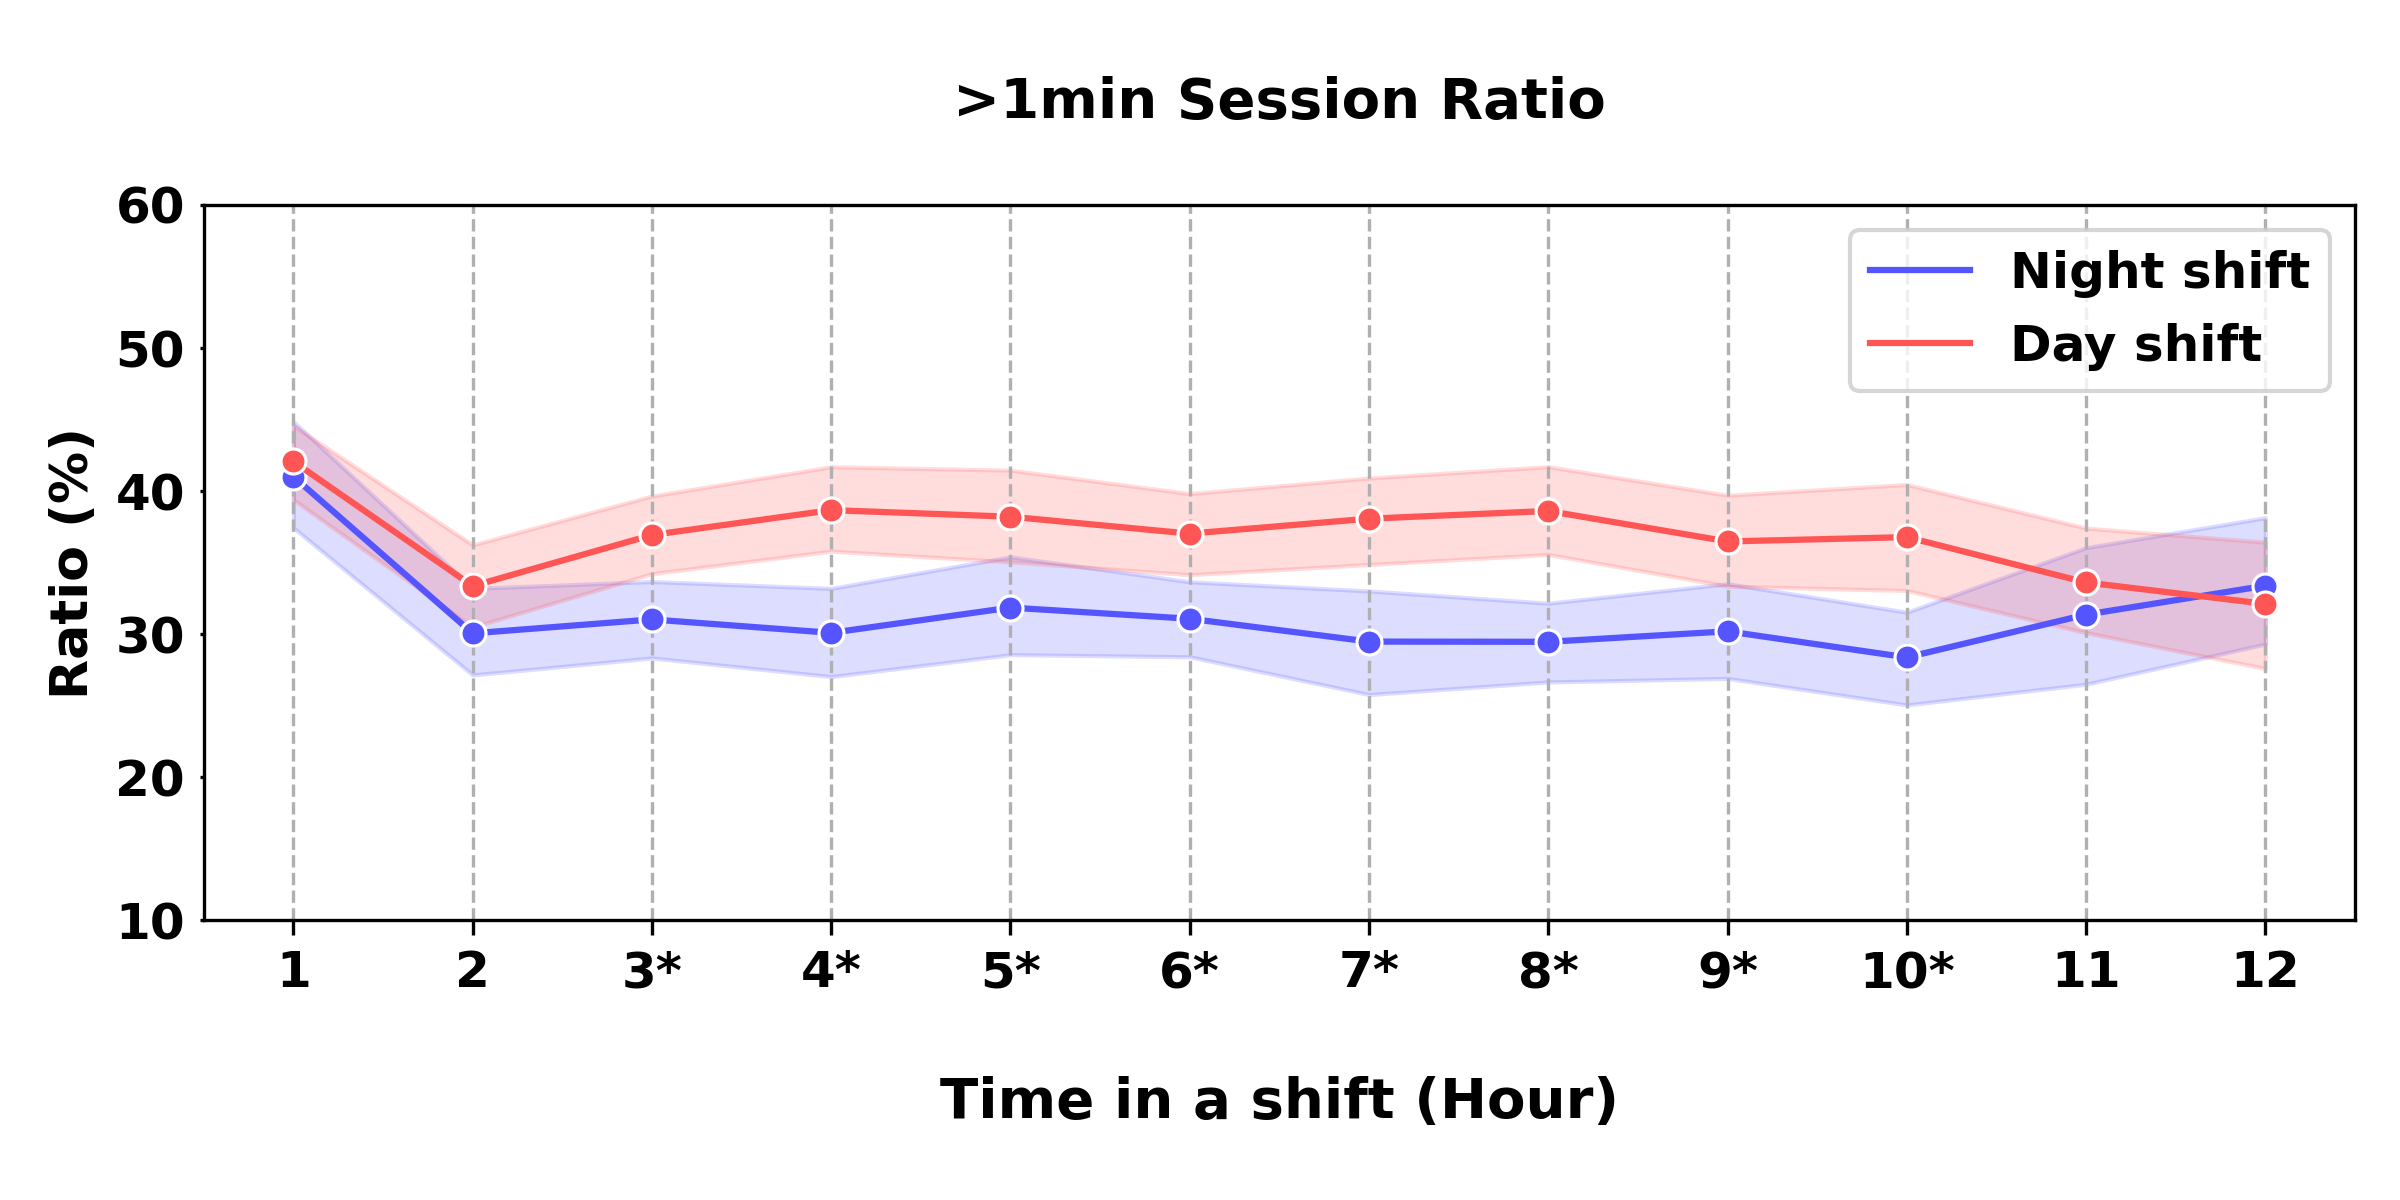 >1min Session Ratio
60
50
40
30
20
10
Ratio (%)
Night shift
Day shift
1 2 3* 4* 5* 6* 7* 8* 9* 10* 11 12
Time in a shift (Hour)